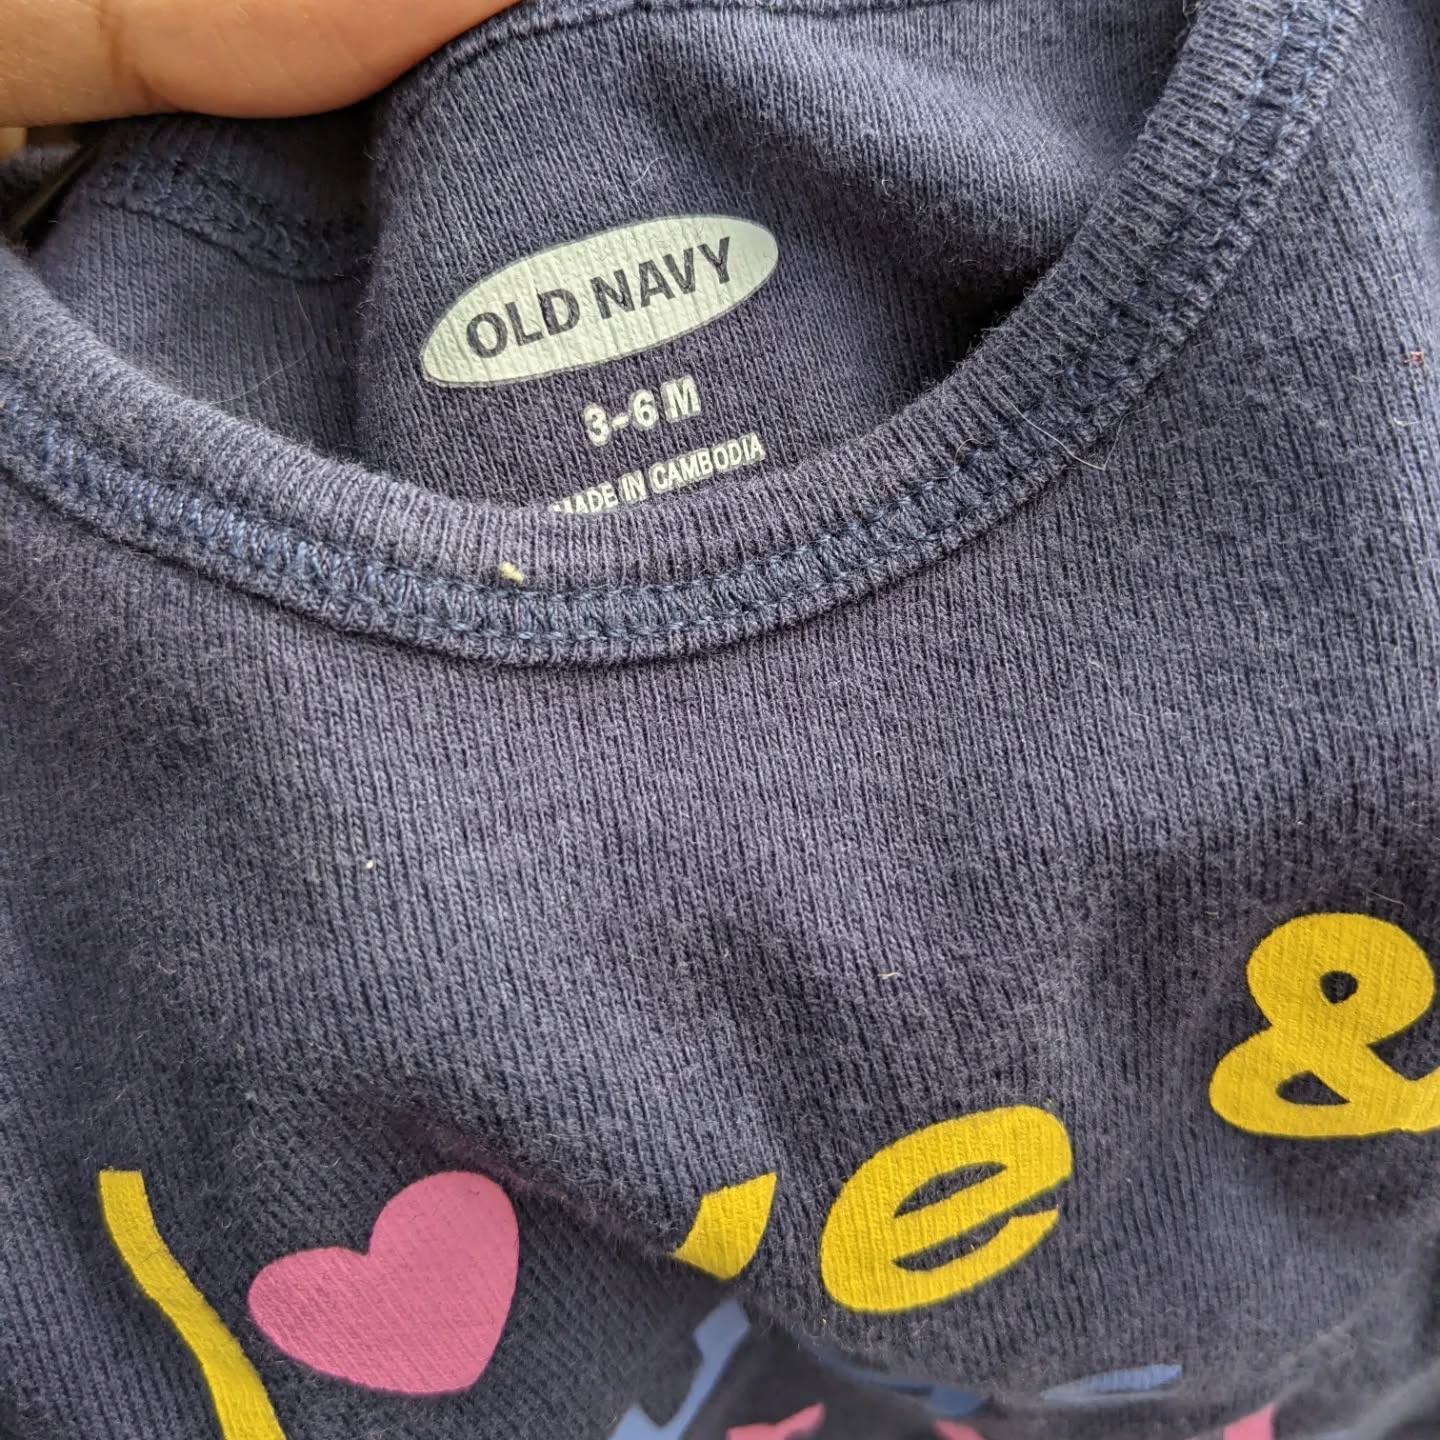 OLD NAVY
3-6 M
MADE IN CAMBODIA
l♥ve &